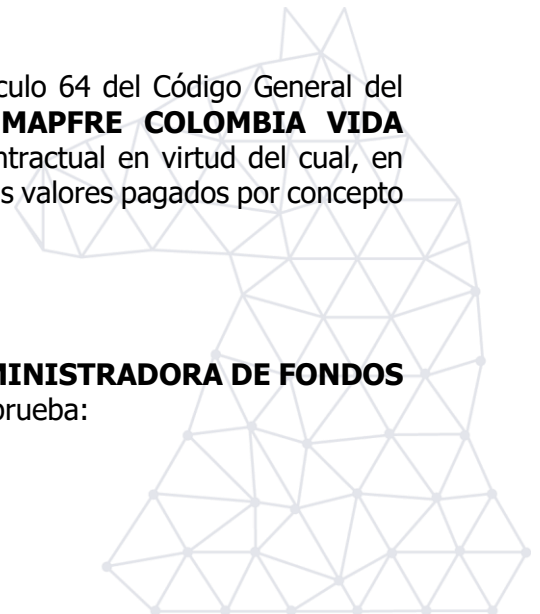 culo 64 del Código General del
MAPFRE COLOMBIA VIDA
ntractual en virtud del cual, en
s valores pagados por concepto
MINISTRADORA DE FONDOS
prueba: